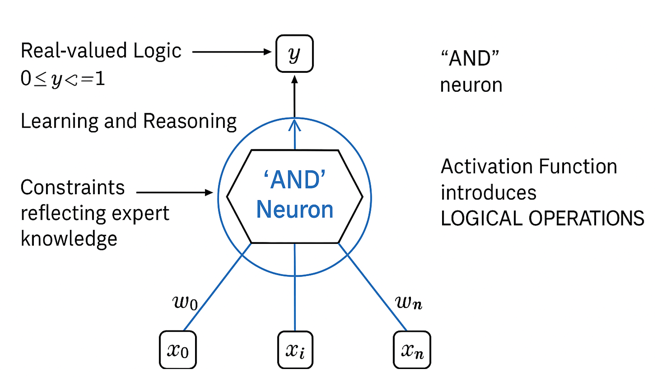 Real-valued Logic
0≤y<=1
Learning and Reasoning
Constraints
reflecting expert
knowledge
y
'AND'
Neuron
w₀
wₙ
x₀
xᵢ
xₙ
“AND”
neuron
Activation Function
introduces
LOGICAL OPERATIONS